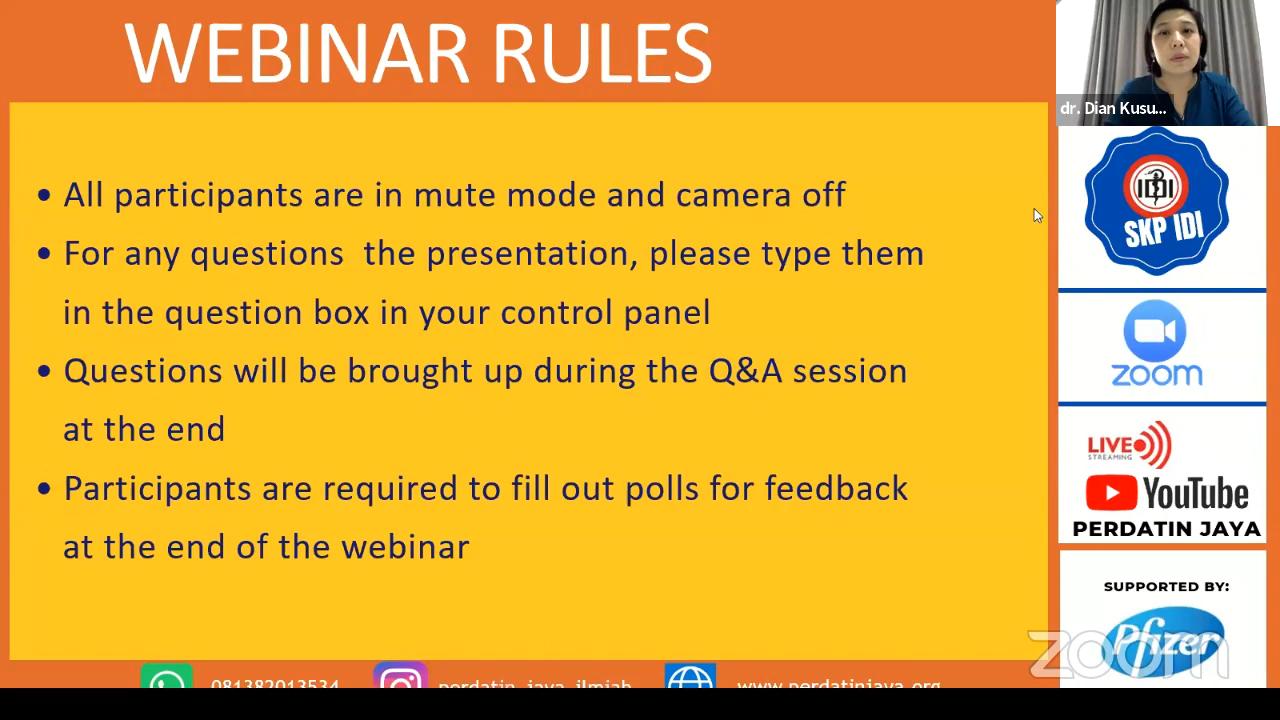 WEBINAR RULES
• All participants are in mute mode and camera off
• For any questions  the presentation, please type them
in the question box in your control panel
• Questions will be brought up during the Q&A session
at the end
• Participants are required to fill out polls for feedback
at the end of the webinar
dr. Dian Kusu...
IDI
SKP IDI
zoom
LIVE
STREAMING
YouTube
PERDATIN JAYA
SUPPORTED BY:
Pfizer
zoom
081382013534
perdatin_jaya_ilmiah
www.perdatinjaya.org